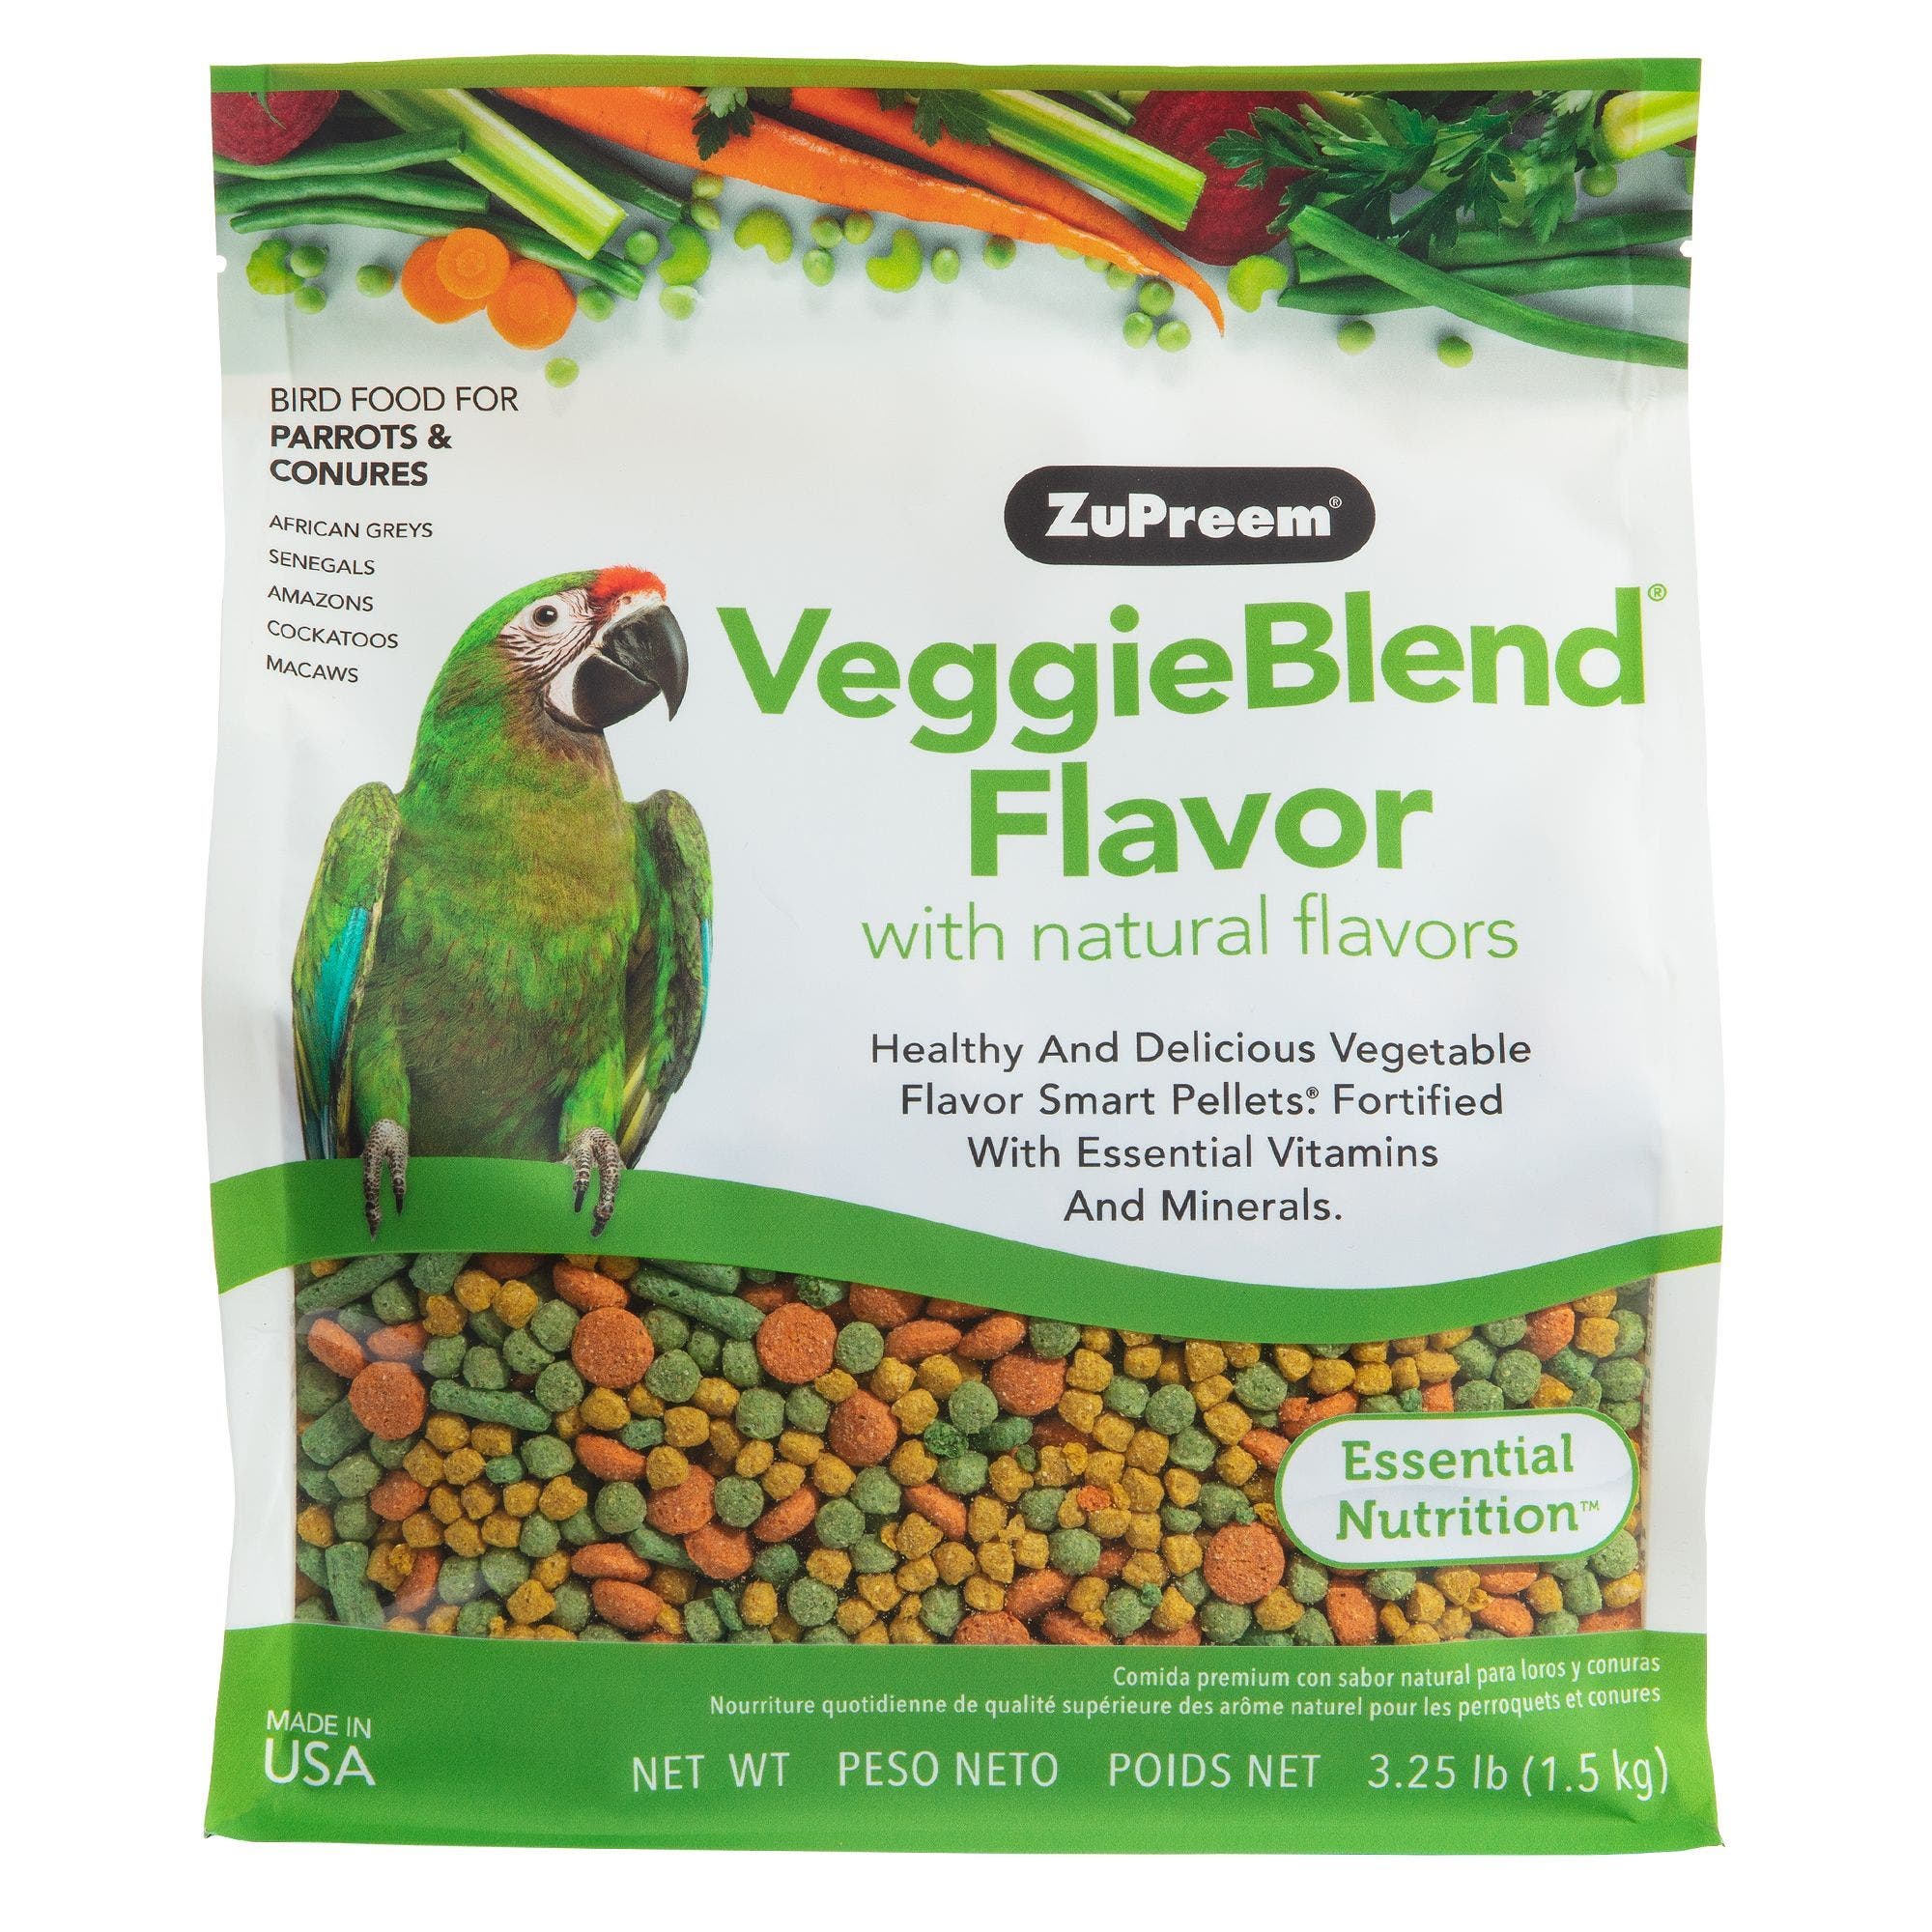 BIRD FOOD FOR
PARROTS &
CONURES
AFRICAN GREYS
SENEGALS
AMAZONS
COCKATOOS
MACAWS
ZuPreem®
VeggieBlend®
Flavor
with natural flavors
Healthy And Delicious Vegetable
Flavor Smart Pellets®. Fortified
With Essential Vitamins
And Minerals.
Essential
Nutrition™
Comida premium con sabor natural para loros y conuras
Nourriture quotidienne de qualité supérieure des arôme naturel pour les perroquets et conures
MADE IN
USA
NET WT PESO NETO POIDS NET 3.25 lb (1.5 kg)